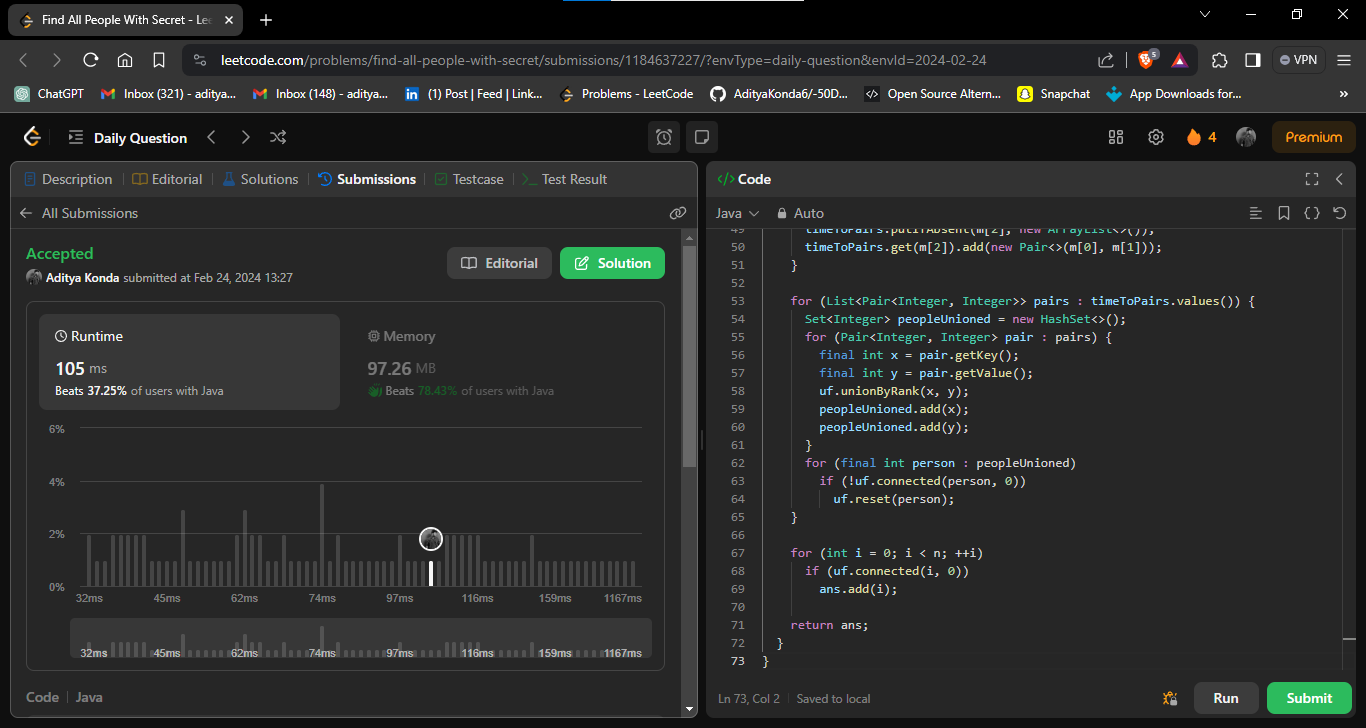 Find All People With Secret - Lee
leetcode.com/problems/find-all-people-with-secret/submissions/1184637227/?envType=daily-question&envId=2024-02-24
5
VPN
ChatGPT
Inbox (321) - aditya...
Inbox (148) - aditya...
(1) Post | Feed | Link...
Problems - LeetCode
AdityaKonda6/-50D...
Open Source Altern...
Snapchat
App Downloads for...
»
Daily Question
4
Premium
Description
Editorial
Solutions
Submissions
Testcase
Test Result
All Submissions
Accepted
Aditya Konda submitted at Feb 24, 2024 13:27
Editorial
Solution
Runtime
105 ms
Beats 37.25% of users with Java
Memory
97.26 MB
Beats 78.43% of users with Java
6%
4%
2%
0%
32ms 45ms 62ms 74ms 97ms 116ms 159ms 1167ms
32ms 45ms 62ms 74ms 97ms 116ms 159ms 1167ms
Code | Java
</> Code
Java
Auto
49 timeToPairs.putIfAbsent(m[2], new ArrayList<>());
50 timeToPairs.get(m[2]).add(new Pair<>(m[0], m[1]));
51 }
52
53 for (List<Pair<Integer, Integer>> pairs : timeToPairs.values()) {
54 Set<Integer> peopleUnioned = new HashSet<>();
55 for (Pair<Integer, Integer> pair : pairs) {
56 final int x = pair.getKey();
57 final int y = pair.getValue();
58 uf.unionByRank(x, y);
59 peopleUnioned.add(x);
60 peopleUnioned.add(y);
61 }
62 for (final int person : peopleUnioned)
63 if (!uf.connected(person, 0))
64 uf.reset(person);
65 }
66
67 for (int i = 0; i < n; ++i)
68 if (uf.connected(i, 0))
69 ans.add(i);
70
71 return ans;
72 }
73 }
Ln 73, Col 2 | Saved to local
Run
Submit